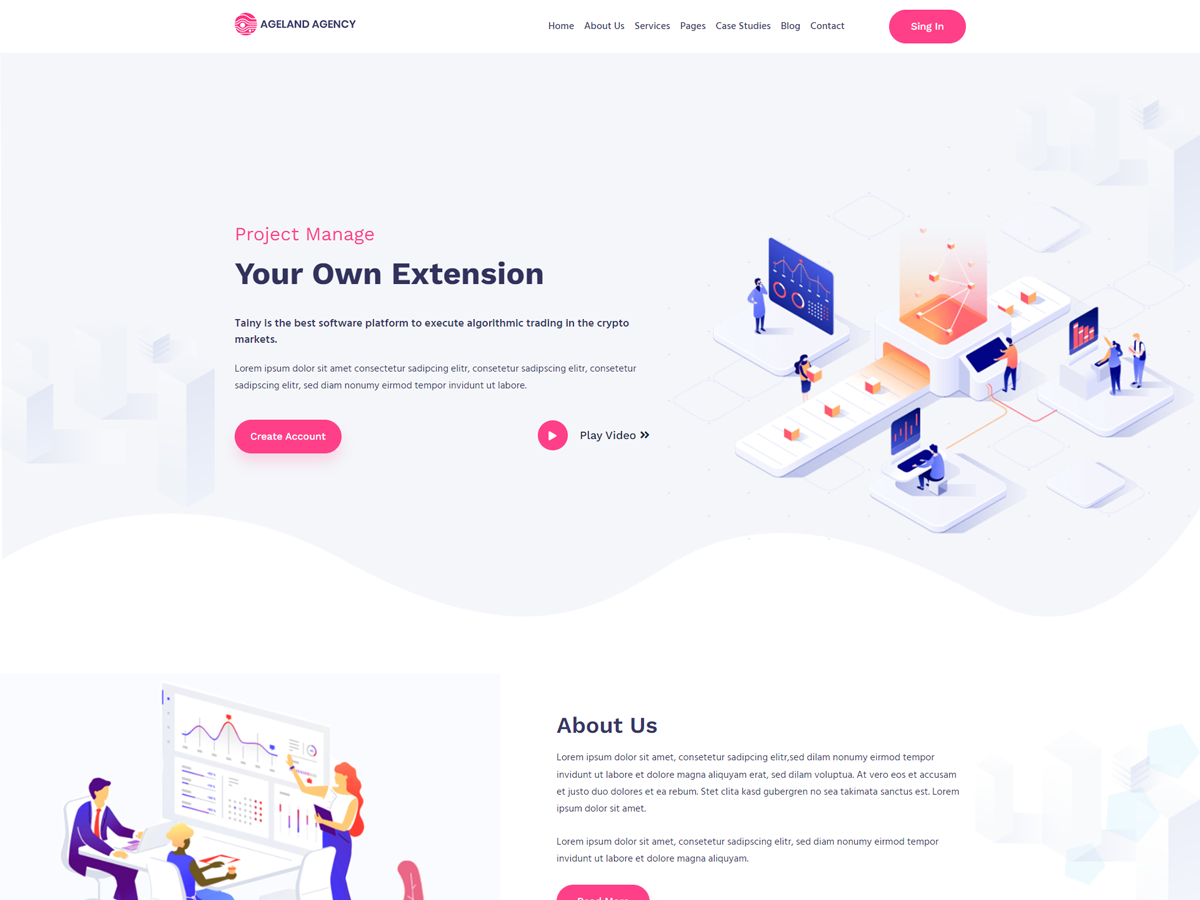 AGELAND AGENCY
Home About Us Services Pages Case Studies Blog Contact
Sing In
Project Manage
Your Own Extension
Tainy is the best software platform to execute algorithmic trading in the crypto
markets.
Lorem ipsum dolor sit amet consectetur sadipcing elitr, consetetur sadipscing elitr, consetetur
sadipscing elitr, sed diam nonumy eirmod tempor invidunt ut labore.
Create Account
Play Video
About Us
Lorem ipsum dolor sit amet, consetetur sadipcing elitr,sed dilam nonumy eirmod tempor
invidunt ut labore et dolore magna aliquyam erat, sed dilam voluptua. At vero eos et accusam
et justo duo dolores et ea rebum. Stet clita kasd gubergren no sea takimata sanctus est. Lorem
ipsum dolor sit amet.
Lorem ipsum dolor sit amet, consetetur sadipcing elitr,sed diam nonumy eirmod tempor
invidunt ut labore et dolore magna aliquyam.
Read More